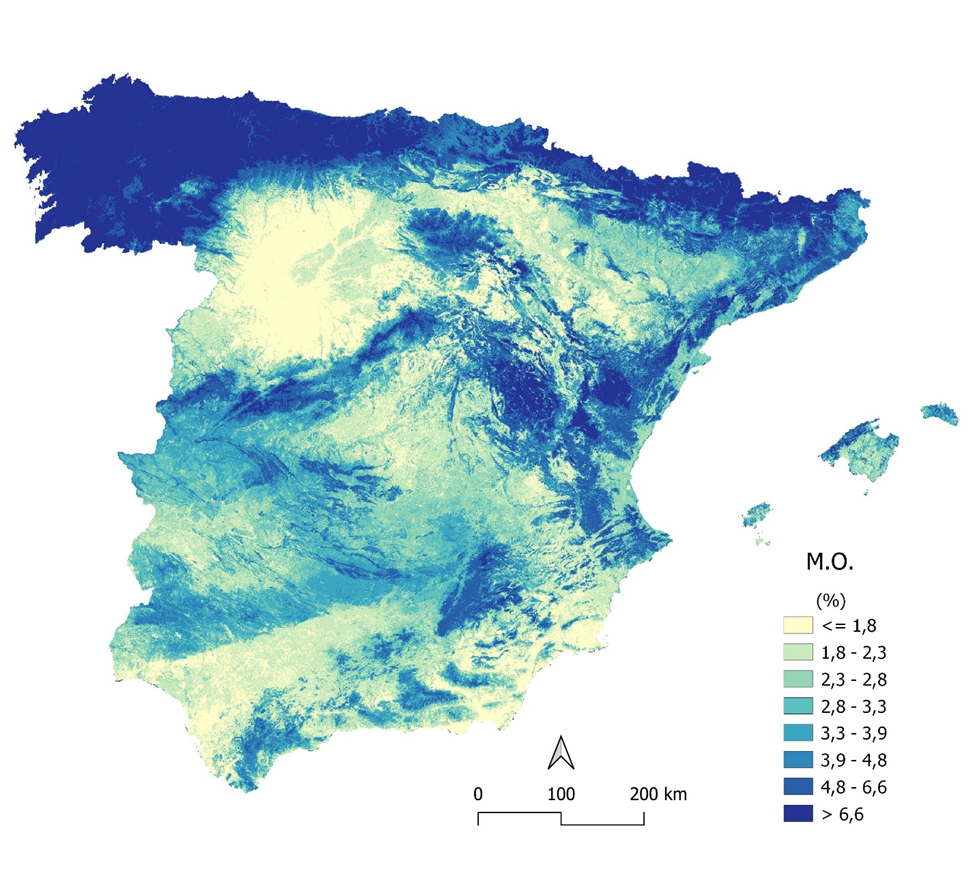 M.O.
(%)
<= 1,8
1,8 - 2,3
2,3 - 2,8
2,8 - 3,3
3,3 - 3,9
3,9 - 4,8
4,8 - 6,6
> 6,6
0 100 200 km